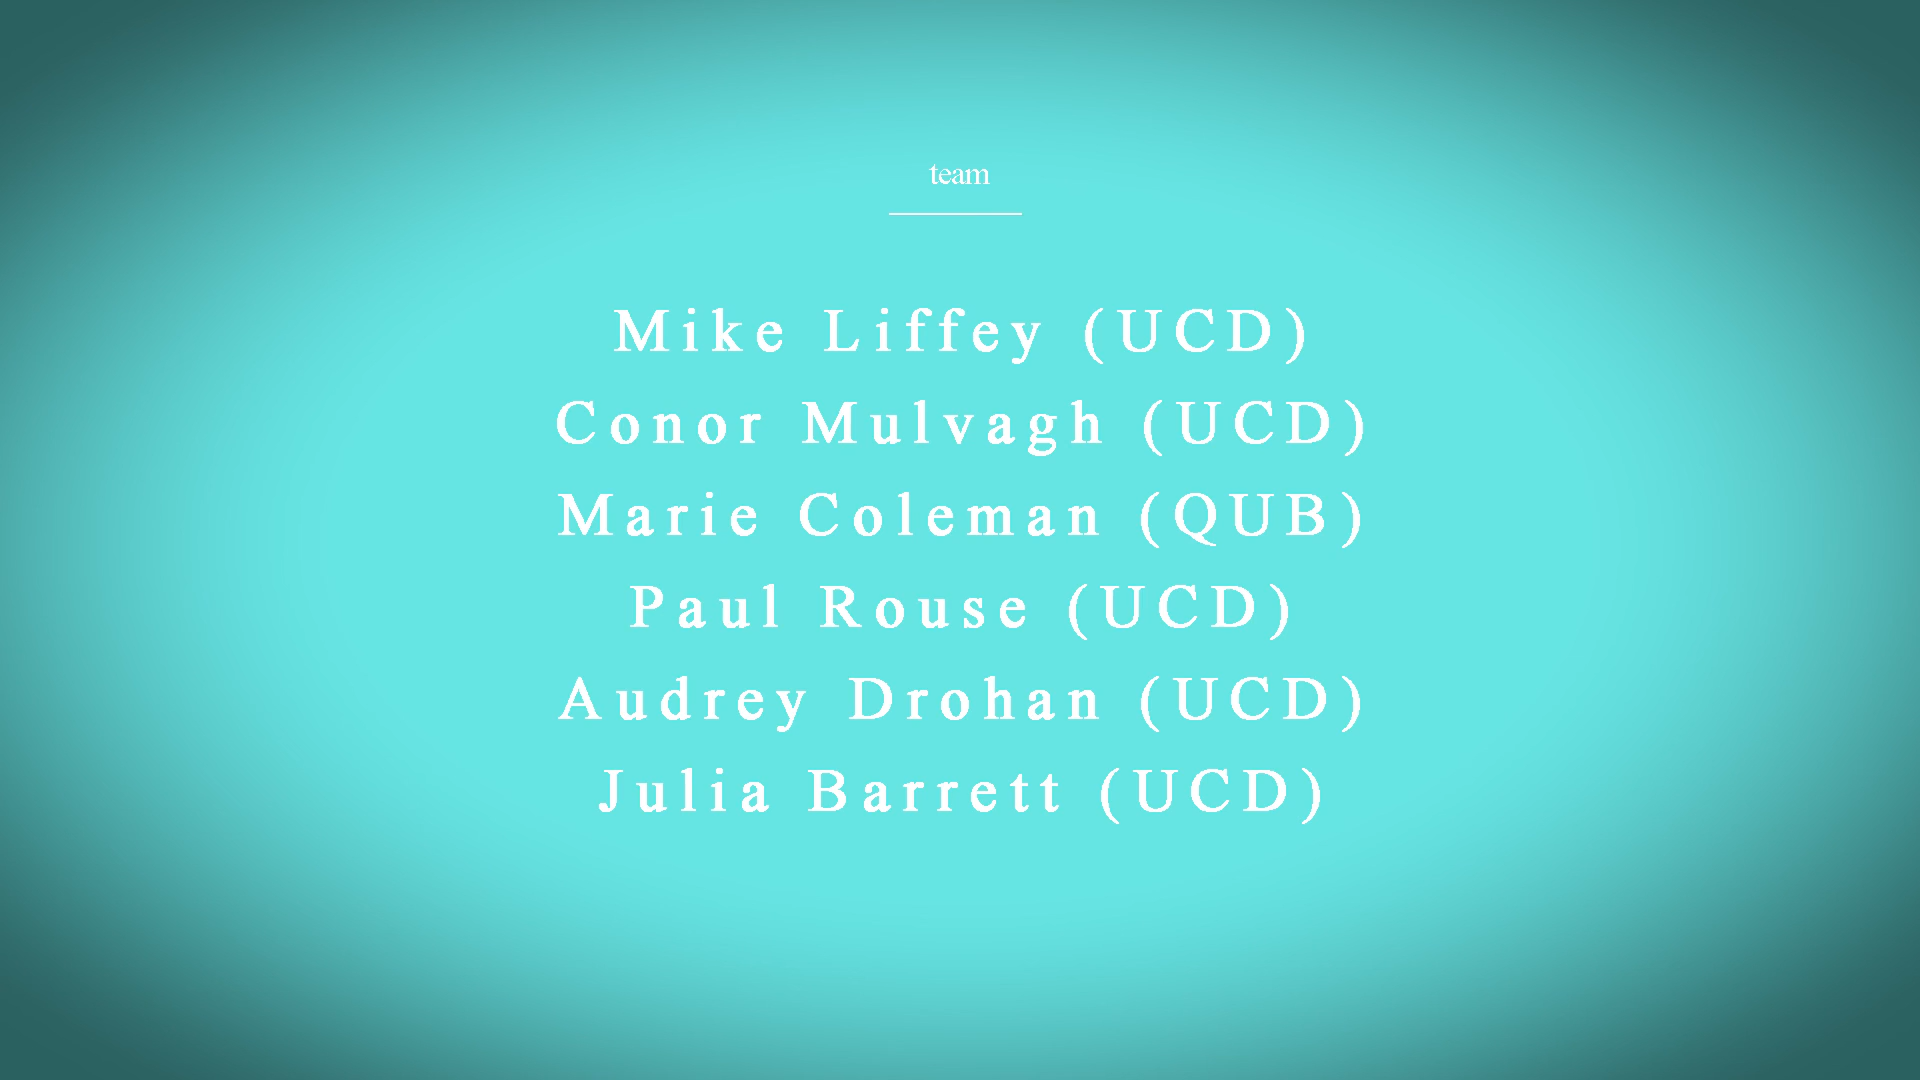 team
Mike Liffey (UCD)
Conor Mulvagh (UCD)
Marie Coleman (QUB)
Paul Rouse (UCD)
Audrey Drohan (UCD)
Julia Barrett (UCD)